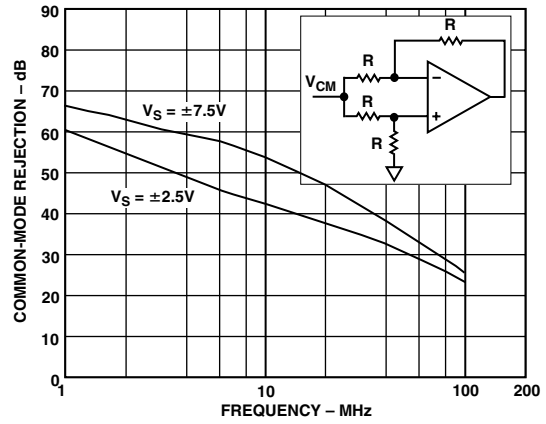 COMMON-MODE REJECTION – dB
90
80
70
60
50
40
30
20
10
0
V_S = ±7.5V
V_S = ±2.5V
R
R
V_CM
R
R
–
+
1
10
100
200
FREQUENCY – MHz